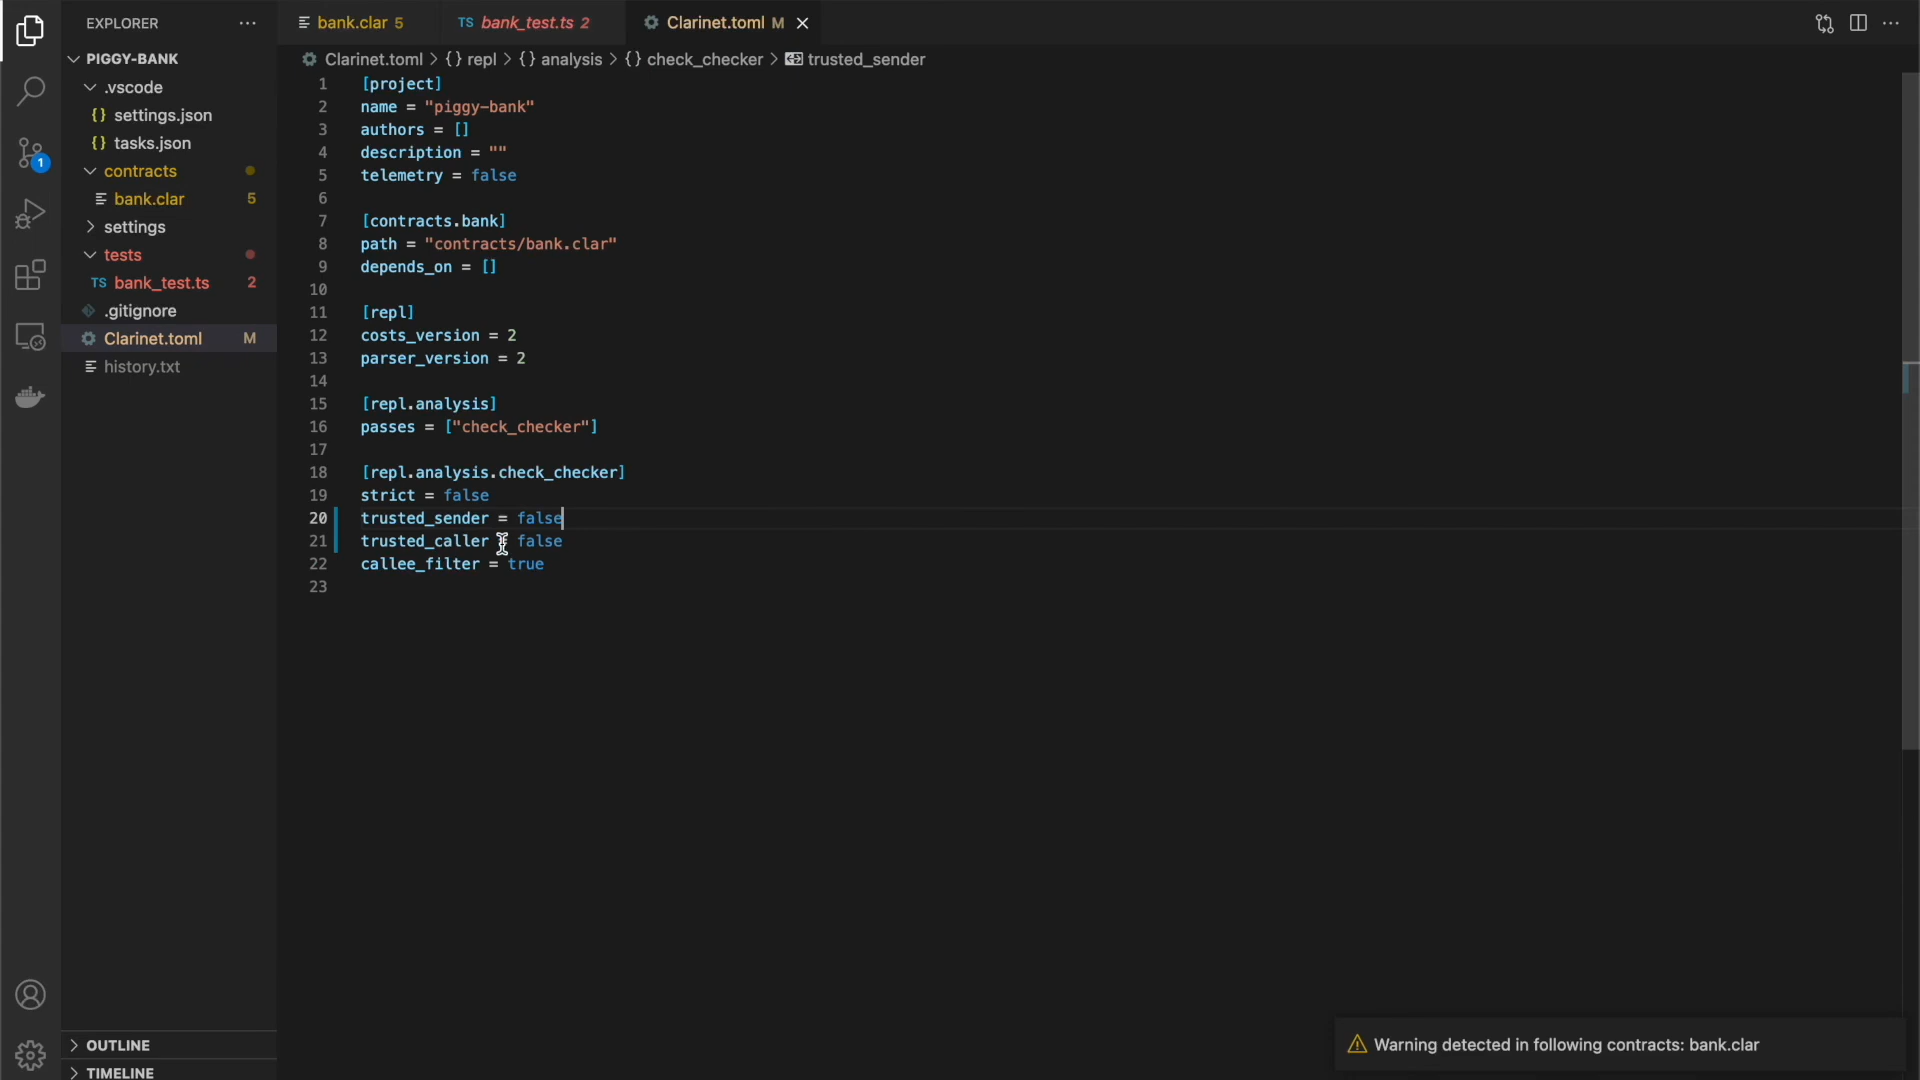 EXPLORER
PIGGY-BANK
.vscode
{} settings.json
{} tasks.json
contracts
bank.clar 5
settings
tests
TS bank_test.ts 2
.gitignore
Clarinet.toml M
history.txt
OUTLINE
TIMELINE
1
bank.clar 5
TS bank_test.ts 2
Clarinet.toml M
Clarinet.toml > {} repl > {} analysis > {} check_checker > trusted_sender
1 [project]
2 name = "piggy-bank"
3 authors = []
4 description = ""
5 telemetry = false
6
7 [contracts.bank]
8 path = "contracts/bank.clar"
9 depends_on = []
10
11 [repl]
12 costs_version = 2
13 parser_version = 2
14
15 [repl.analysis]
16 passes = ["check_checker"]
17
18 [repl.analysis.check_checker]
19 strict = false
20 trusted_sender = false
21 trusted_caller = false
22 callee_filter = true
23
Warning detected in following contracts: bank.clar